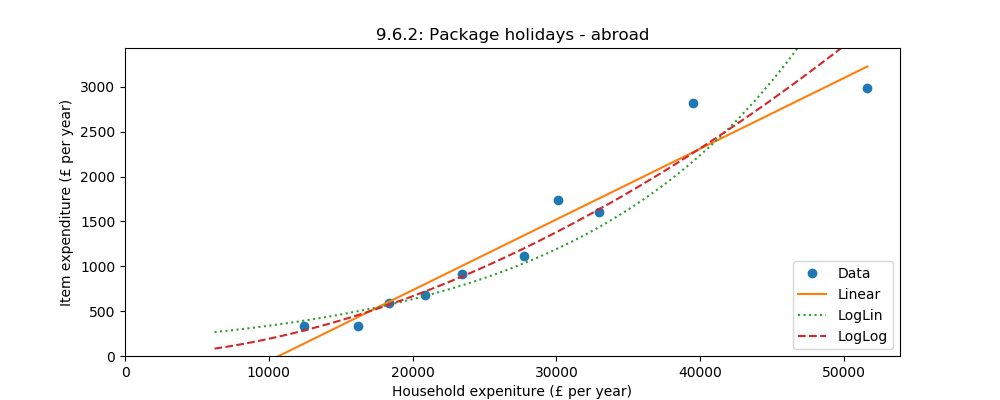 9.6.2: Package holidays - abroad
Item expenditure (£ per year)
3000
2500
2000
1500
1000
500
0
0 10000 20000 30000 40000 50000
Household expeniture (£ per year)
Data
Linear
LogLin
LogLog